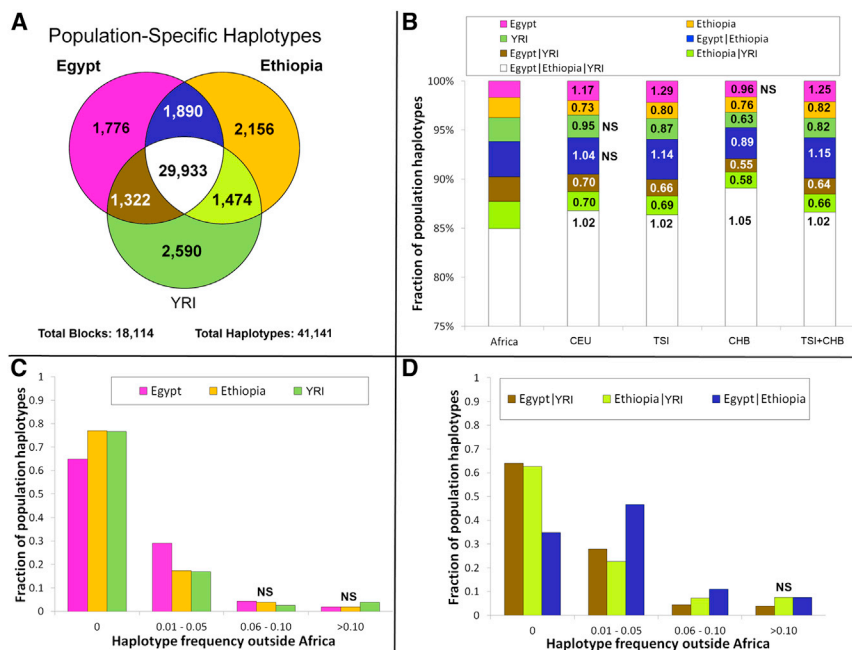 A
Population-Specific Haplotypes
Egypt
Ethiopia
1,890
1,776
2,156
29,933
1,322
1,474
2,590
YRI
Total Blocks: 18,114 Total Haplotypes: 41,141
B
Egypt Ethiopia
YRI Egypt|Ethiopia
Egypt|YRI Ethiopia|YRI
Egypt|Ethiopia|YRI
Fraction of population haplotypes
100%
95%
90%
85%
80%
75%
1.17 1.29 0.96 NS 1.25
0.73 0.80 0.76 0.82
0.95 NS 0.87 0.63 0.82
1.04 NS 1.14 0.89 1.15
0.70 0.66 0.55 0.64
0.70 0.69 0.58 0.66
1.02 1.02 1.05 1.02
Africa CEU TSI CHB TSI+CHB
C
Egypt Ethiopia YRI
Fraction of population haplotypes
1
0.9
0.8
0.7
0.6
0.5
0.4
0.3
0.2
0.1
0
NS NS
0 0.01 - 0.05 0.06 - 0.10 >0.10
Haplotype frequency outside Africa
D
Egypt|YRI Ethiopia|YRI Egypt|Ethiopia
Fraction of population haplotypes
1
0.9
0.8
0.7
0.6
0.5
0.4
0.3
0.2
0.1
0
NS
0 0.01 - 0.05 0.06 - 0.10 >0.10
Haplotype frequency outside Africa